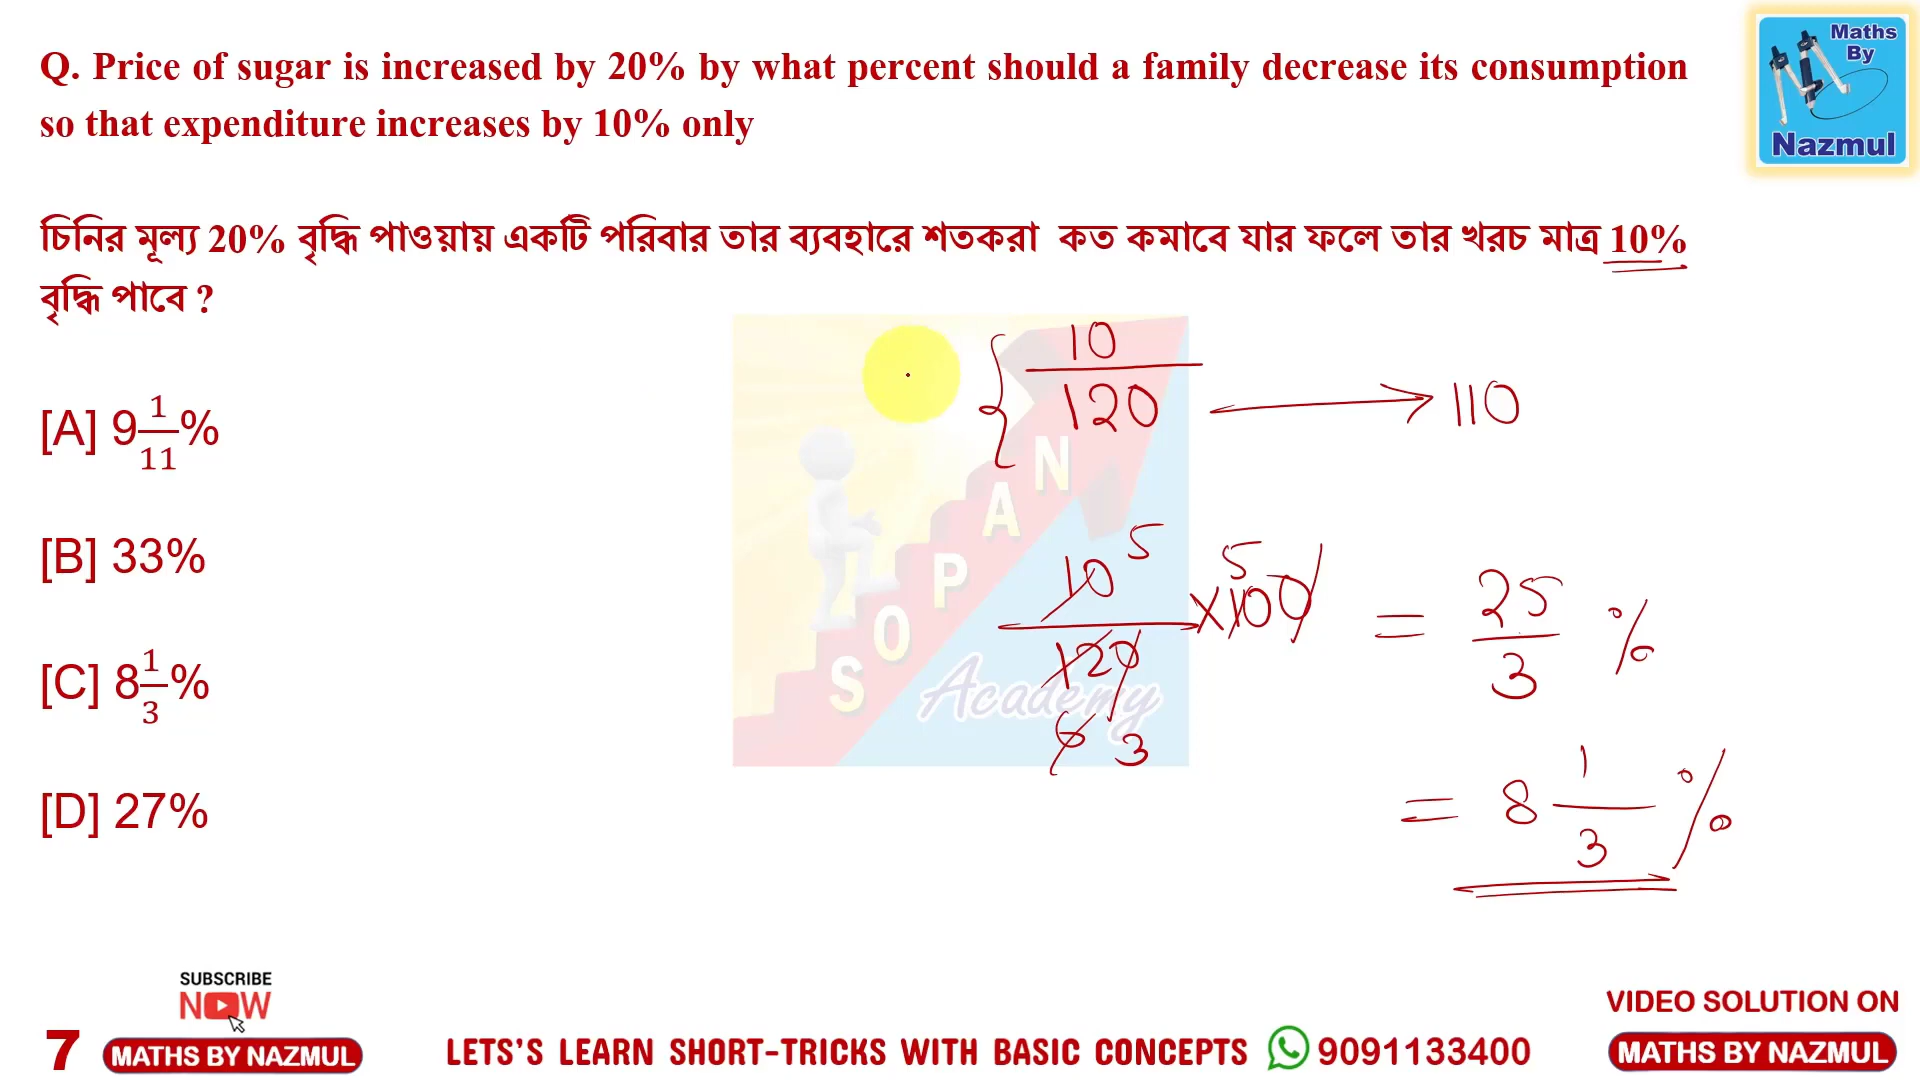 Q. Price of sugar is increased by 20% by what percent should a family decrease its consumption
so that expenditure increases by 10% only
Maths
By
Nazmul
চিনির মূল্য 20% বৃদ্ধি পাওয়ায় একটি পরিবার তার ব্যবহারে শতকরা কত কমাবে যার ফলে তার খরচ মাত্র 10%
বৃদ্ধি পাবে ?
[A] 9 1/11%
[B] 33%
[C] 8 1/3%
[D] 27%
10/120 → 110
10/120 × 100 = 25/3 %
5 5
6 3
= 8 1/3 %
SOPAN
Academy
SUBSCRIBE
NOW
7
MATHS BY NAZMUL
LETS'S LEARN SHORT-TRICKS WITH BASIC CONCEPTS 9091133400
VIDEO SOLUTION ON
MATHS BY NAZMUL